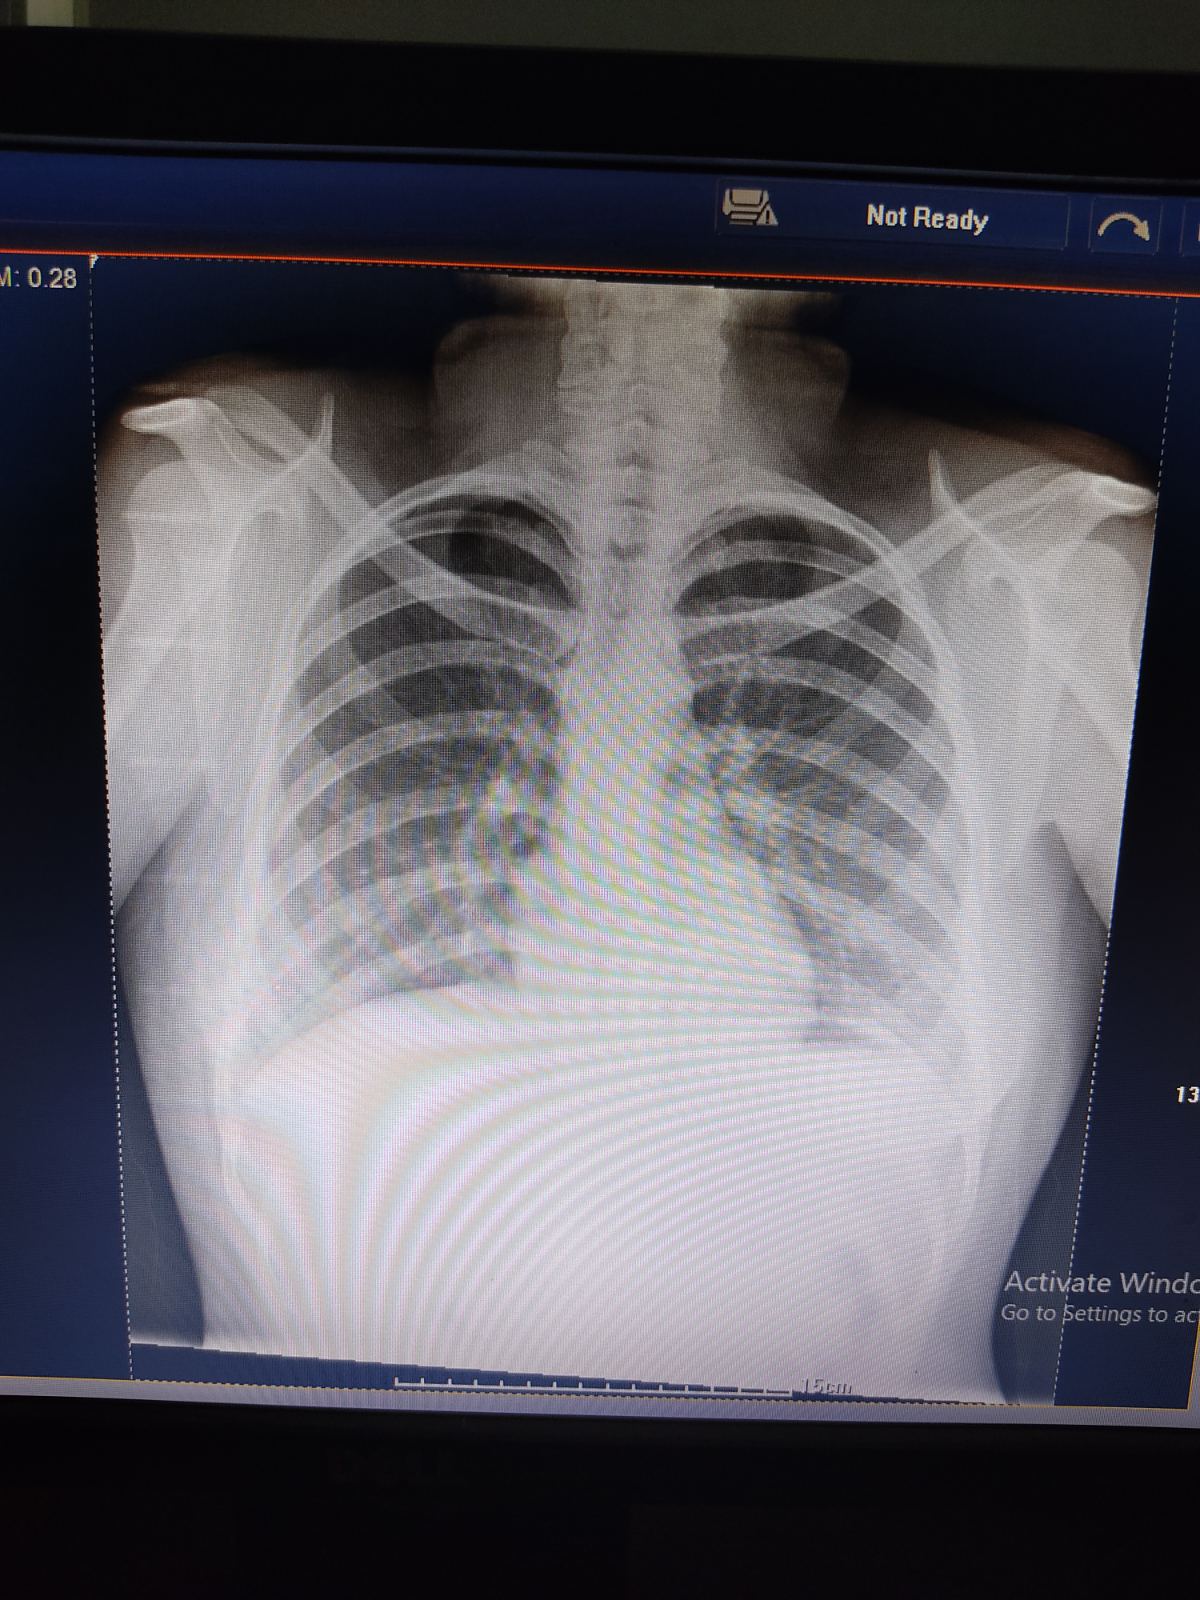 Not Ready
M: 0.28
13
Activate Windo
Go to Settings to ac
15cm